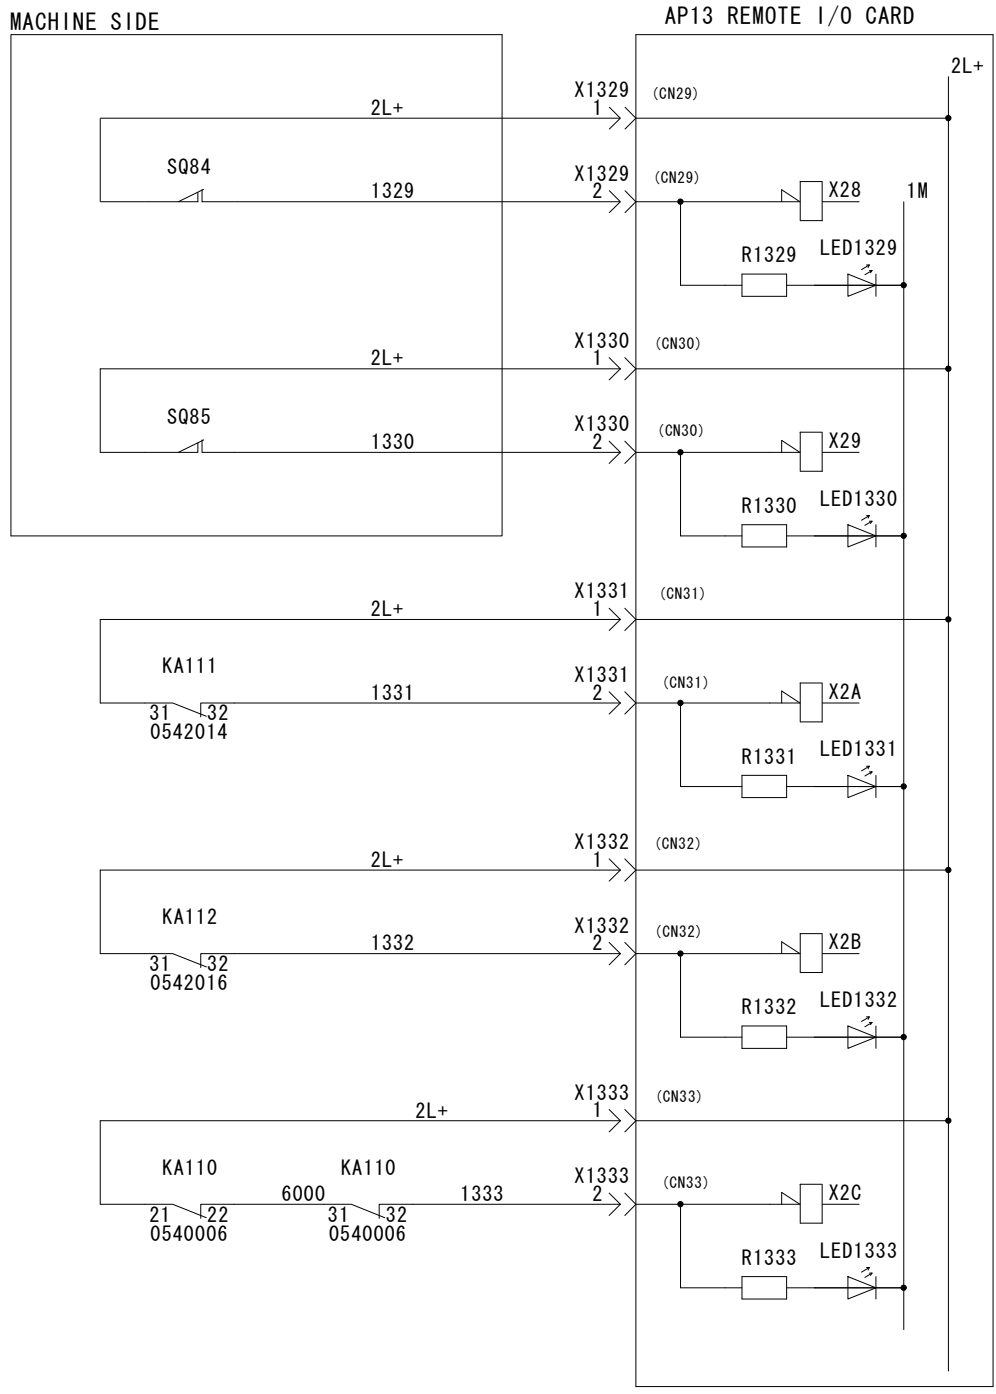 MACHINE SIDE
AP13 REMOTE I/O CARD
2L+
X1329
(CN29)
1
2L+
SQ84
X1329
(CN29)
2
1329
X28
1M
R1329
LED1329
X1330
(CN30)
1
2L+
SQ85
X1330
(CN30)
2
1330
X29
R1330
LED1330
X1331
(CN31)
1
2L+
KA111
X1331
(CN31)
2
1331
X2A
31
32
0542014
R1331
LED1331
X1332
(CN32)
1
2L+
KA112
X1332
(CN32)
2
1332
X2B
31
32
0542016
R1332
LED1332
X1333
(CN33)
1
2L+
KA110
KA110
X1333
(CN33)
2
6000
1333
X2C
21
22
31
32
0540006
0540006
R1333
LED1333